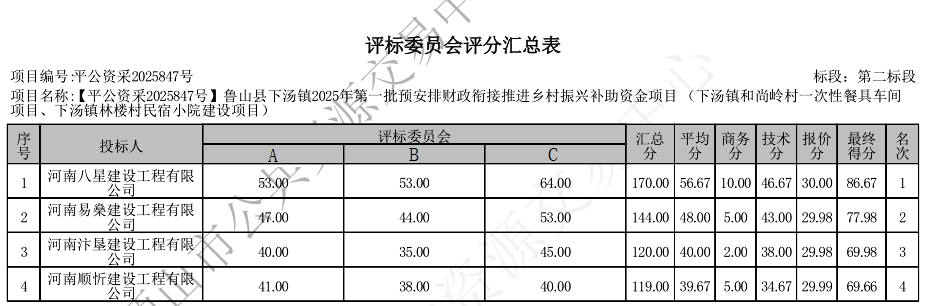 评标委员会评分汇总表
项目编号:平公资采2025847号 标段: 第二标段
项目名称:【平公资采2025847号】鲁山县下汤镇2025年第一批预安排财政衔接推进乡村振兴补助资金项目 （下汤镇和尚岭村一次性餐具车间
项目、下汤镇林楼村民宿小院建设项目）
序号 投标人 评标委员会 汇总分 平均分 商务分 技术分 报价分 最终得分 名次
A B C
1 河南八星建设工程有限公司 53.00 53.00 64.00 170.00 56.67 10.00 46.67 30.00 86.67 1
2 河南易燊建设工程有限公司 47.00 44.00 53.00 144.00 48.00 5.00 43.00 29.98 77.98 2
3 河南汴垦建设工程有限公司 40.00 35.00 45.00 120.00 40.00 2.00 38.00 29.98 69.98 3
4 河南顺忻建设工程有限公司 41.00 38.00 40.00 119.00 39.67 5.00 34.67 29.99 69.66 4